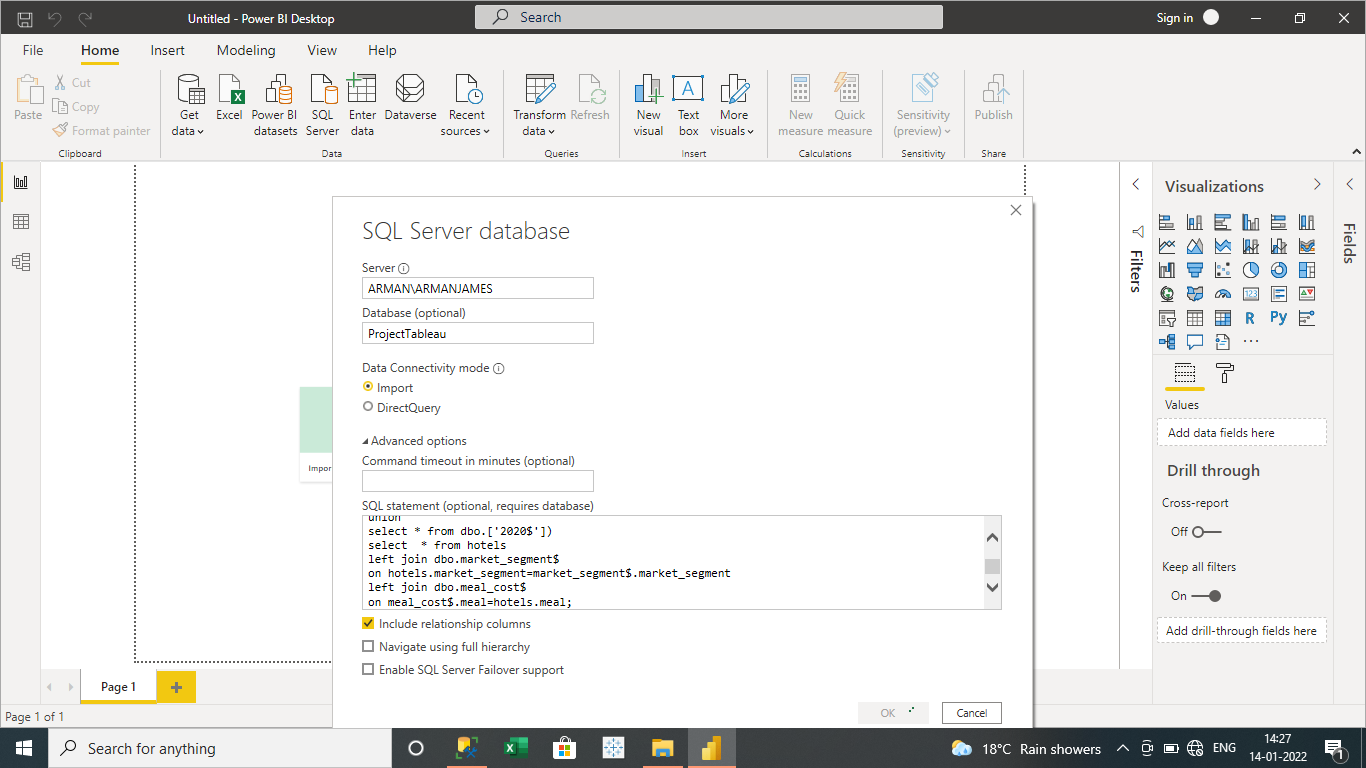 Untitled - Power BI Desktop
Search
Sign in
File
Home
Insert
Modeling
View
Help
Paste
Cut
Copy
Format painter
Clipboard
Get data
Excel
Power BI datasets
SQL Server
Enter data
Dataverse
Recent sources
Data
Transform data
Refresh
Queries
New visual
Text box
More visuals
Insert
New measure
Quick measure
Calculations
Sensitivity (preview)
Sensitivity
Publish
Share
SQL Server database
Server
ARMAN\ARMANJAMES
Database (optional)
ProjectTableau
Data Connectivity mode
Import
DirectQuery
Advanced options
Command timeout in minutes (optional)
SQL statement (optional, requires database)
union
select * from dbo.['2020$'])
select  * from hotels
left join dbo.market_segment$
on hotels.market_segment=market_segment$.market_segment
left join dbo.meal_cost$
on meal_cost$.meal=hotels.meal;
Include relationship columns
Navigate using full hierarchy
Enable SQL Server Failover support
OK
Cancel
Impor
Filters
Visualizations
123
R
Py
Values
Add data fields here
Drill through
Cross-report
Off
Keep all filters
On
Add drill-through fields here
Fields
Page 1
Page 1 of 1
Search for anything
18°C Rain showers
ENG
14:27
14-01-2022
1